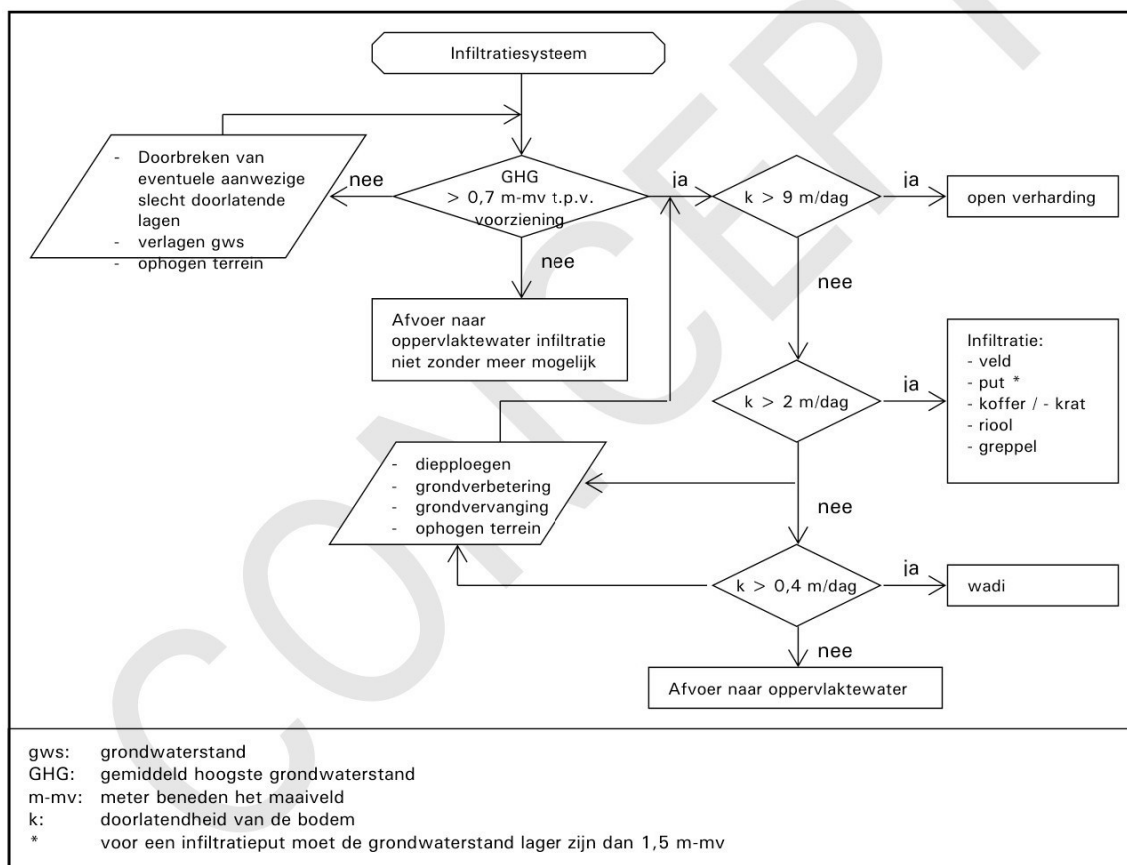 Infiltratiesysteem
- Doorbreken van
eventuele aanwezige
slecht doorlatende
lagen
- verlagen gws
- ophogen terrein
nee
GHG
> 0,7 m-mv t.p.v.
voorziening
ja
k > 9 m/dag
ja
open verharding
nee
nee
Afvoer naar
oppervlaktewater infiltratie
niet zonder meer mogelijk
k > 2 m/dag
ja
Infiltratie:
- veld
- put *
- koffer / - krat
- riool
- greppel
- diepploegen
- grondverbetering
- grondvervanging
- ophogen terrein
nee
k > 0,4 m/dag
ja
wadi
nee
Afvoer naar oppervlaktewater
gws: grondwaterstand
GHG: gemiddeld hoogste grondwaterstand
m-mv: meter beneden het maaiveld
k: doorlatendheid van de bodem
* voor een infiltratieput moet de grondwaterstand lager zijn dan 1,5 m-mv
CONCEPT